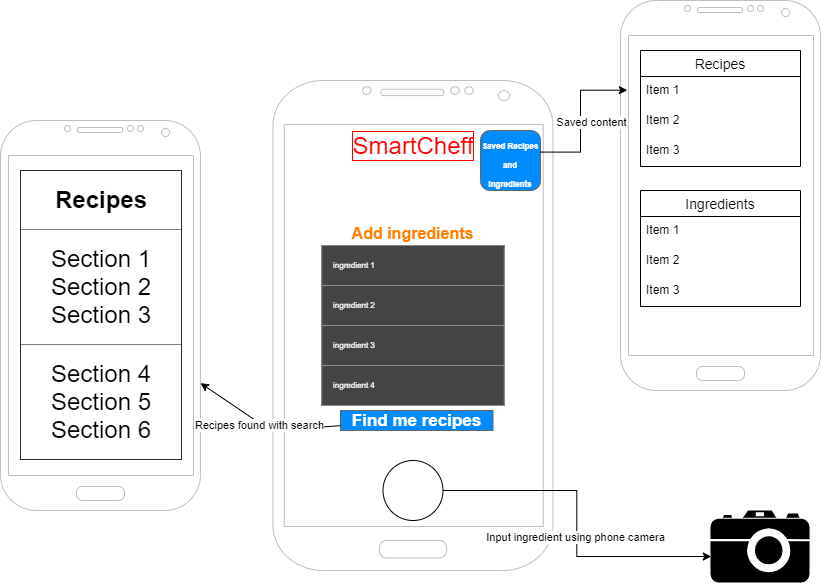 Recipes
Section 1
Section 2
Section 3
Section 4
Section 5
Section 6
Recipes found with search
SmartCheff
Saved Recipes
and
Ingredients
Add ingredients
ingredient 1
ingredient 2
ingredient 3
ingredient 4
Find me recipes
Input ingredient using phone camera
Saved content
Recipes
Item 1
Item 2
Item 3
Ingredients
Item 1
Item 2
Item 3